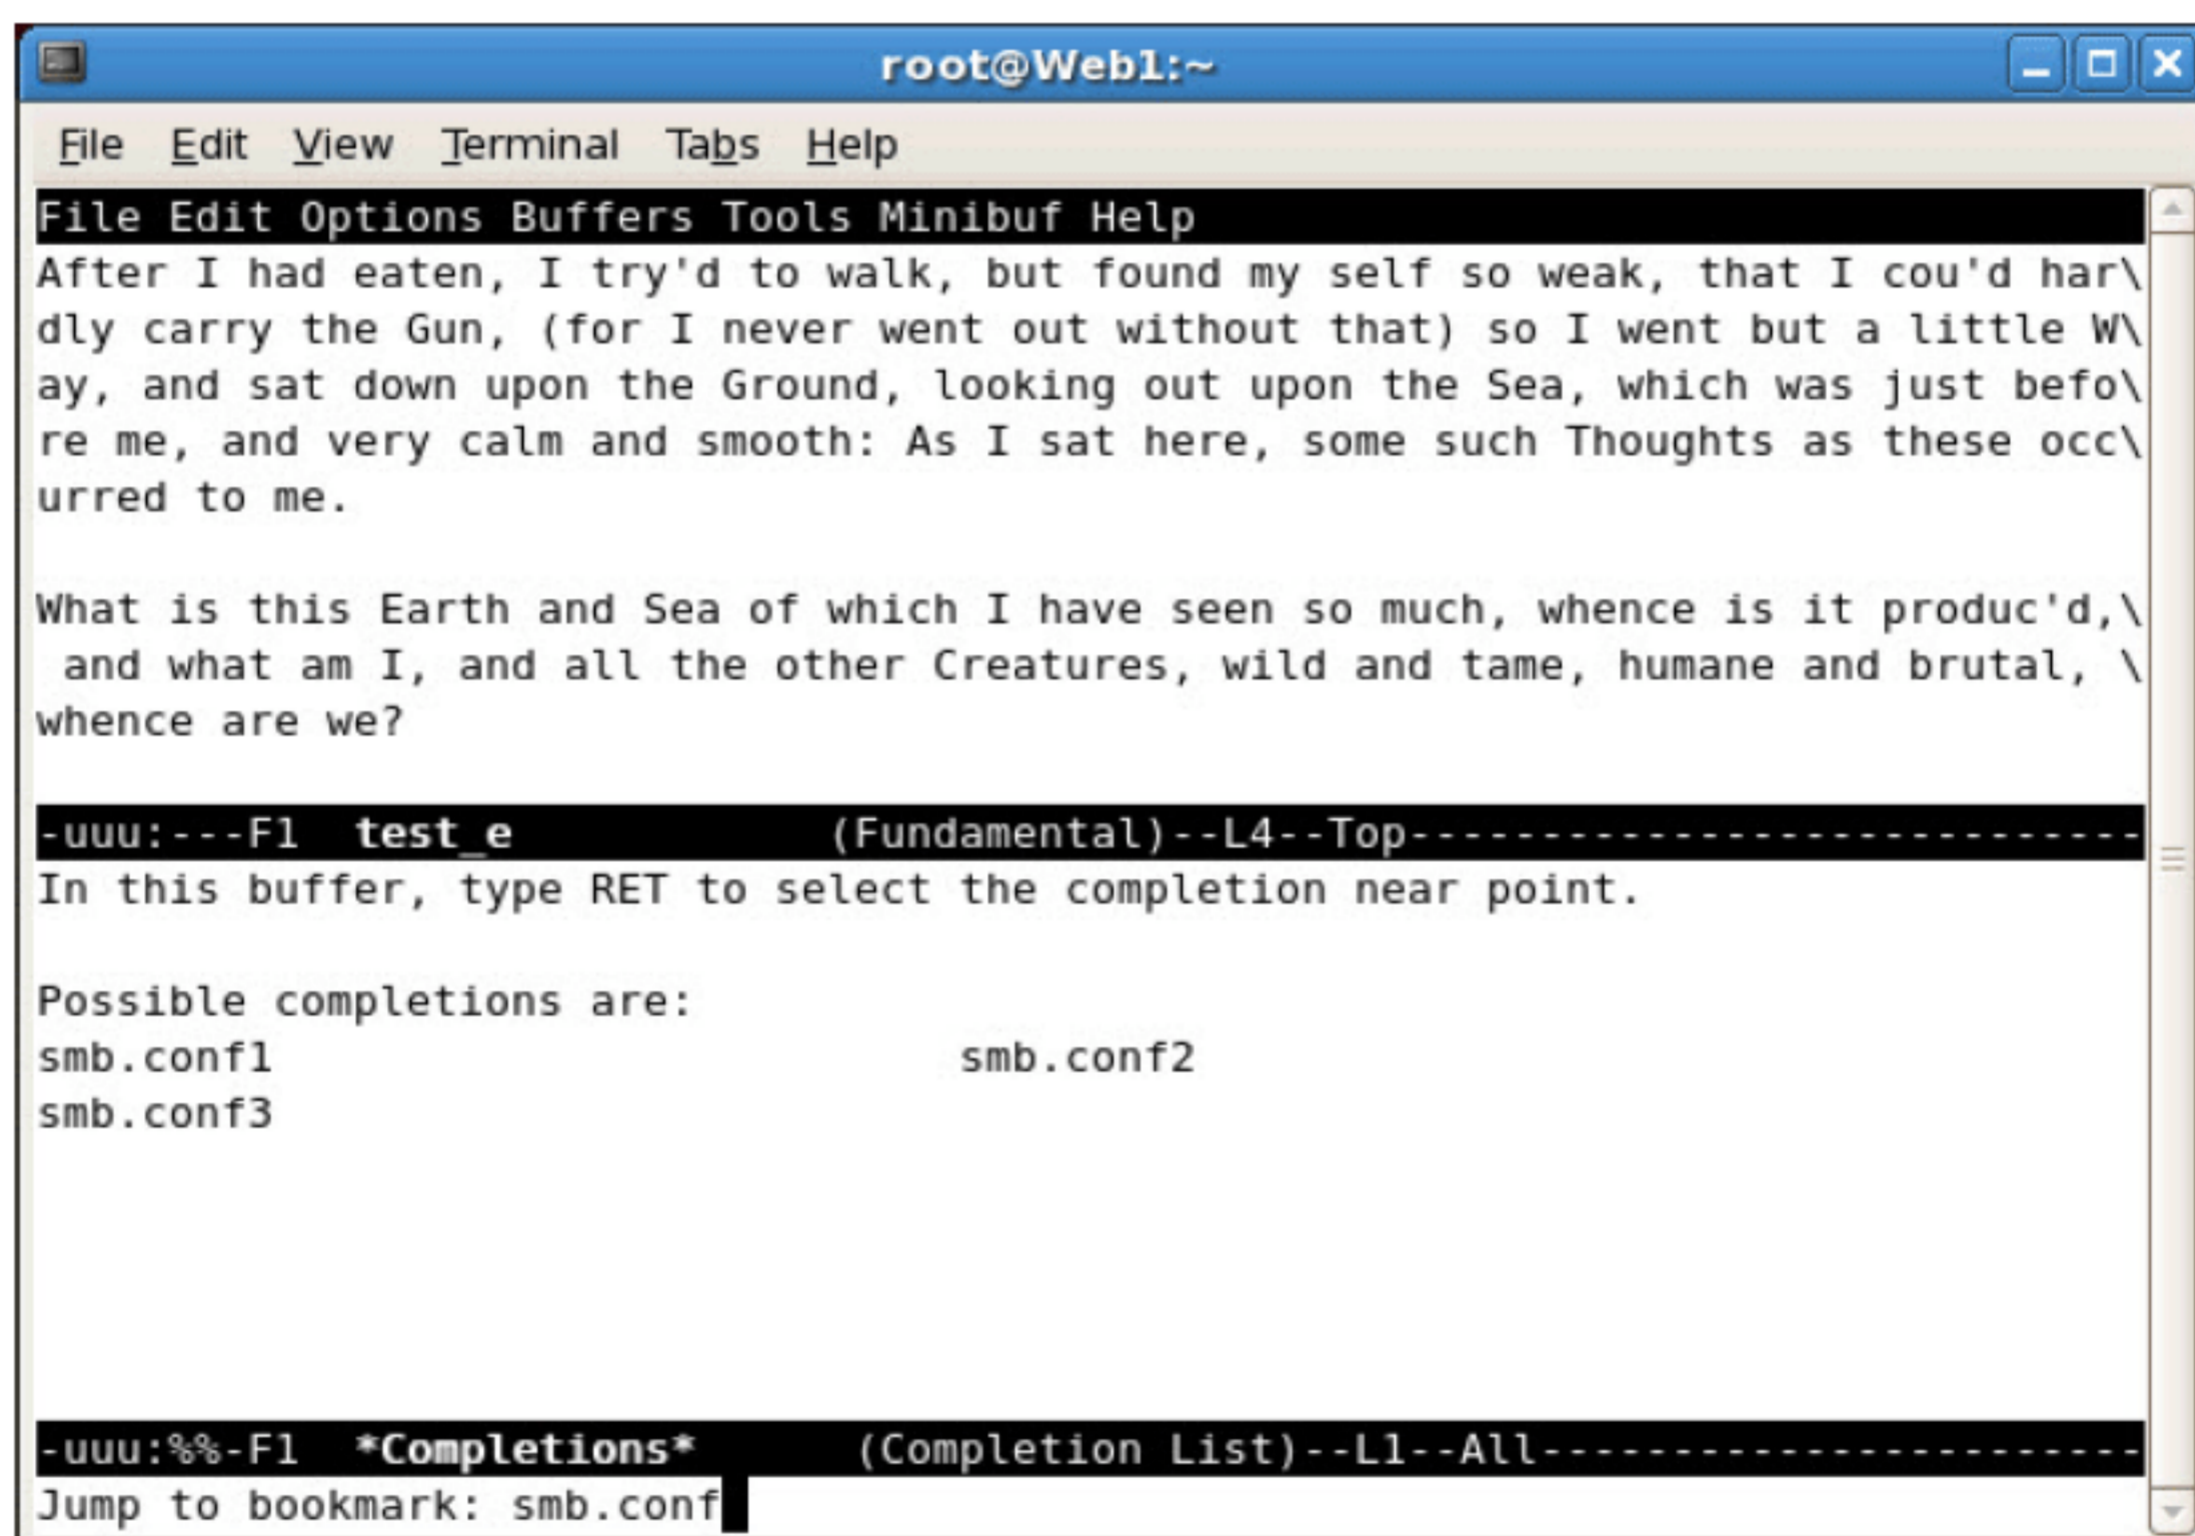 root@Web1:~
File Edit View Terminal Tabs Help
File Edit Options Buffers Tools Minibuf Help
After I had eaten, I try'd to walk, but found my self so weak, that I cou'd har\
dly carry the Gun, (for I never went out without that) so I went but a little W\
ay, and sat down upon the Ground, looking out upon the Sea, which was just befo\
re me, and very calm and smooth: As I sat here, some such Thoughts as these occ\
urred to me.
What is this Earth and Sea of which I have seen so much, whence is it produc'd,\
 and what am I, and all the other Creatures, wild and tame, humane and brutal, \
whence are we?
-uuu:---F1  test_e            (Fundamental)--L4--Top----------------------------
In this buffer, type RET to select the completion near point.
Possible completions are:
smb.conf1                          smb.conf2
smb.conf3
-uuu:%%-F1  *Completions*      (Completion List)--L1--All-----------------------
Jump to bookmark: smb.conf